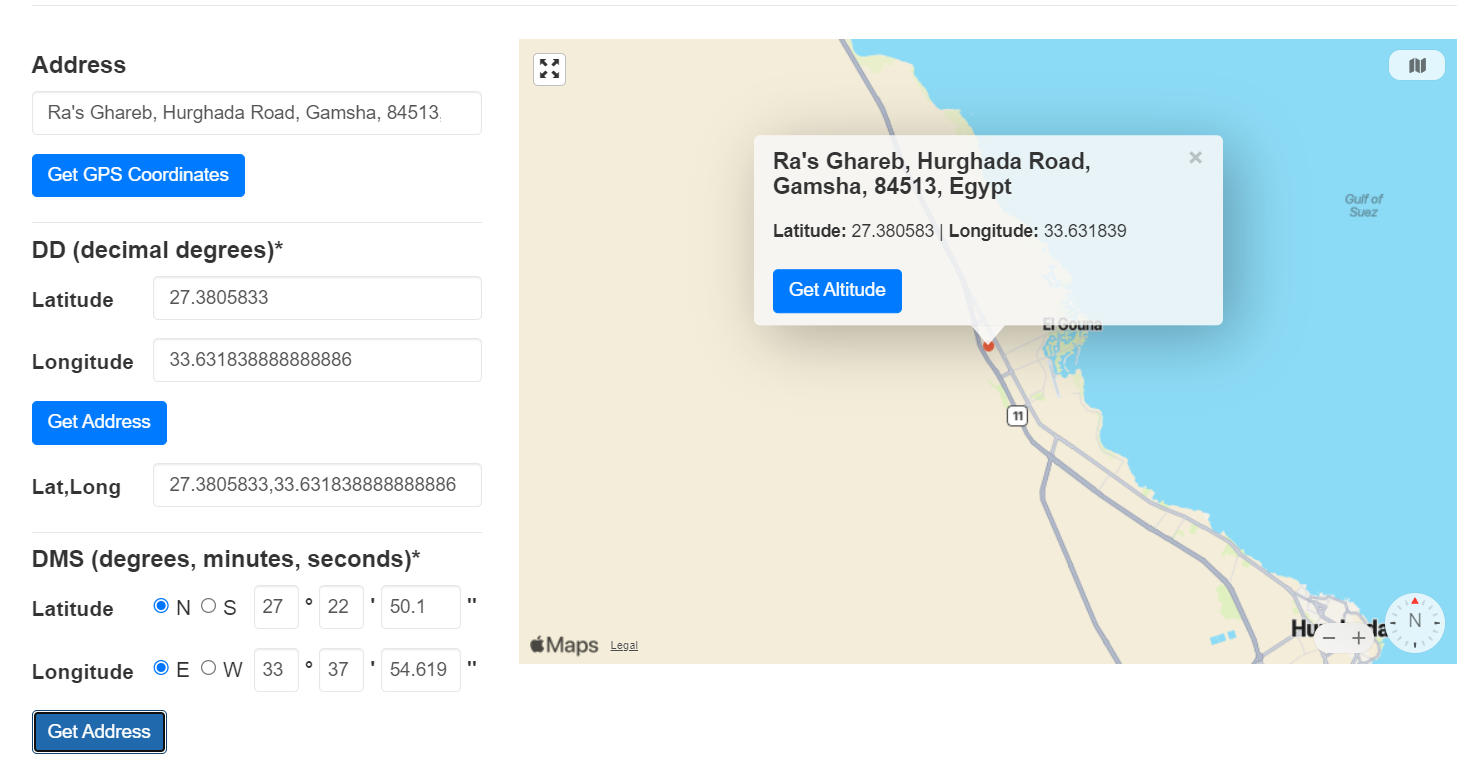 Address
Ra's Ghareb, Hurghada Road, Gamsha, 84513,
Get GPS Coordinates
DD (decimal degrees)*
Latitude 27.3805833
Longitude 33.631838888888886
Get Address
Lat,Long 27.3805833,33.631838888888886
DMS (degrees, minutes, seconds)*
Latitude N S 27 ° 22 ' 50.1 "
Longitude E W 33 ° 37 ' 54.619 "
Get Address
Ra's Ghareb, Hurghada Road,
Gamsha, 84513, Egypt
×
Latitude: 27.380583 | Longitude: 33.631839
Get Altitude
Gulf of
Suez
El Gouna
11
N
− +
Maps Legal